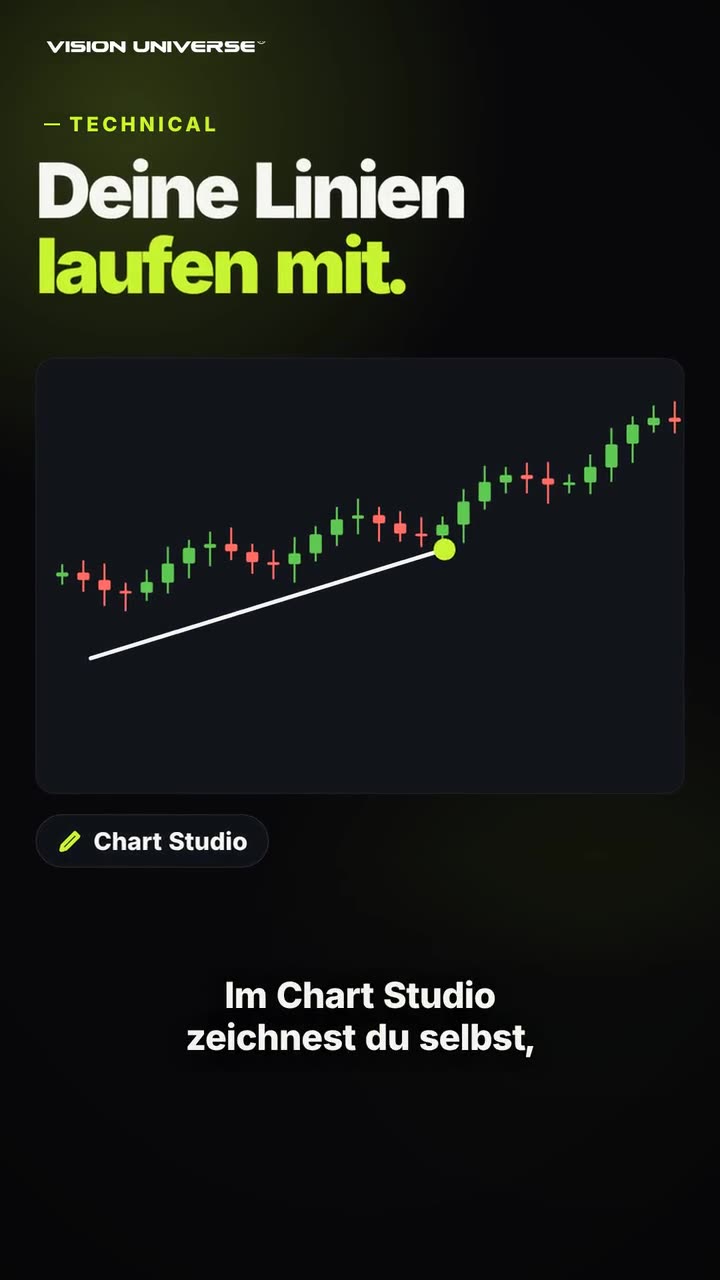 VISION UNIVERSE
— TECHNICAL
Deine Linien
laufen mit.
Chart Studio
Im Chart Studio
zeichnest du selbst,